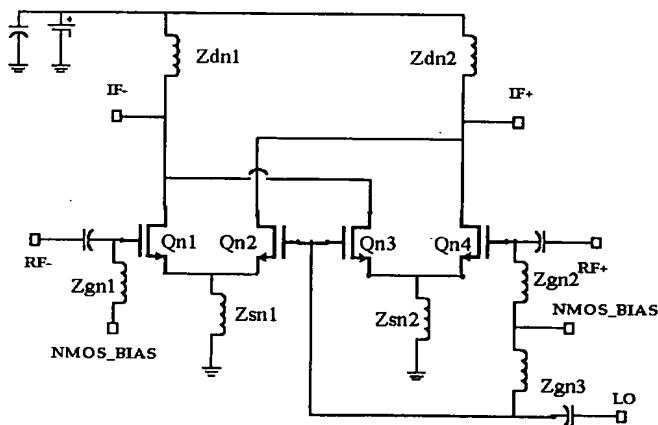 Zdn1
Zdn2
IF-
IF+
Qn1
Qn2
Qn3
Qn4
RF-
RF+
Zgn1
Zgn2
Zsn1
Zsn2
NMOS_BIAS
NMOS_BIAS
Zgn3
LO